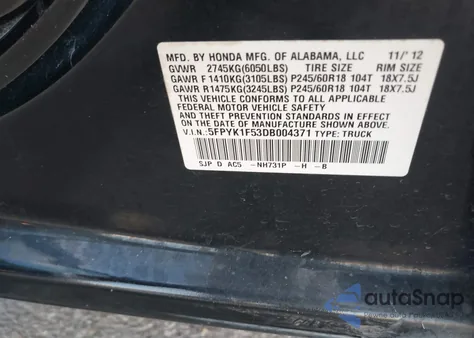 MFD. BY HONDA MFG. OF ALABAMA, LLC 11/'12
GVWR 2745KG(6050LBS) TIRE SIZE RIM SIZE
GAWR F 1410KG(3105LBS) P245/60R18 104T 18X7.5J
GAWR R 1475KG(3245LBS) P245/60R18 104T 18X7.5J
THIS VEHICLE CONFORMS TO ALL APPLICABLE
FEDERAL MOTOR VEHICLE SAFETY
AND THEFT PREVENTION STANDARDS IN EFFECT
ON THE DATE OF MANUFACTURE SHOWN ABOVE.
V.I.N.: 5FPYK1F53DB004371 TYPE: TRUCK
SJP D AC5 -NH731P -H -B
autoSnap